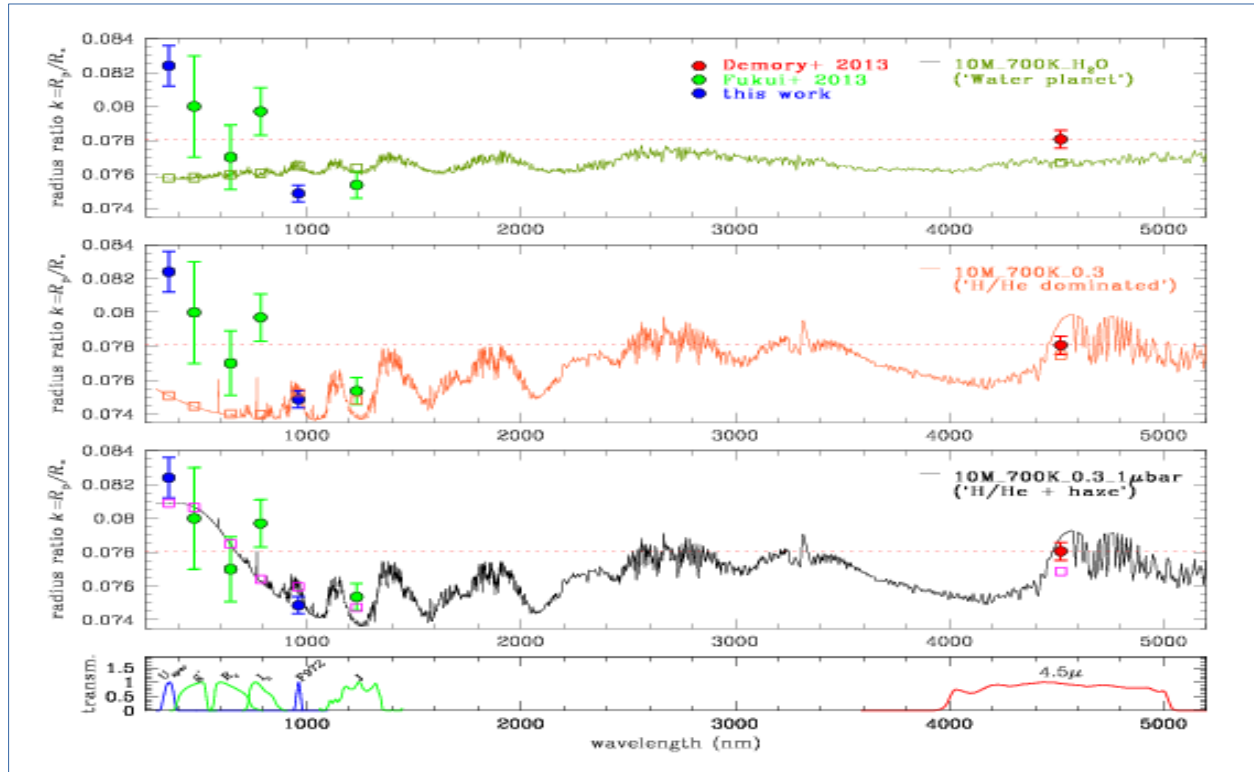 0.084
0.082
0.08
0.078
0.076
0.074
radius ratio k=Rp/R*
Demory+ 2013
Fukui+ 2013
this work
10M_700K_H2O
('Water planet')
1000 2000 3000 4000 5000
0.084
0.082
0.08
0.078
0.076
0.074
radius ratio k=Rp/R*
10M_700K_0.3
('H/He dominated')
1000 2000 3000 4000 5000
0.084
0.082
0.08
0.078
0.076
0.074
radius ratio k=Rp/R*
10M_700K_0.3_1μbar
('H/He + haze')
1000 2000 3000 4000 5000
transm.
1.5
1
0.5
0
F972 J 4.5μ
1000 2000 3000 4000 5000
wavelength (nm)